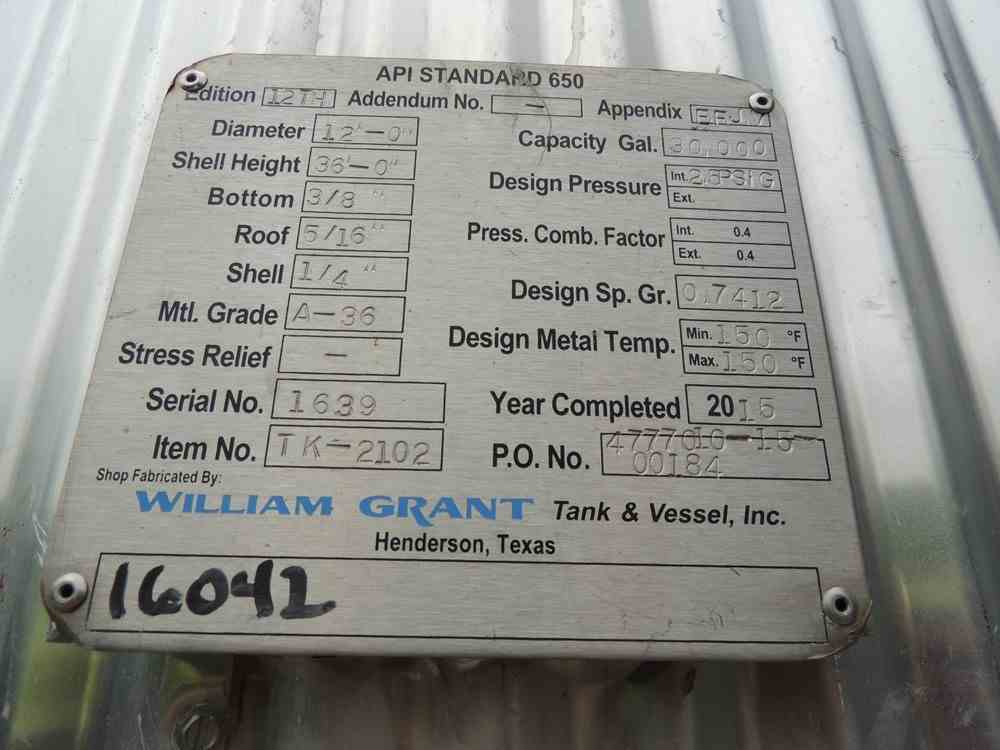 API STANDARD 650
Edition 12TH Addendum No. - Appendix
Diameter 12'-0" Capacity Gal. 30,000
Shell Height 36'-0" Design Pressure Int. 2.5PSIG Ext.
Bottom 3/8"
Roof 5/16" Press. Comb. Factor Int. 0.4 Ext. 0.4
Shell 1/4" Design Sp. Gr. 0.7412
Mtl. Grade A-36 Design Metal Temp. Min. 150 °F Max. 150 °F
Stress Relief -
Serial No. 1639 Year Completed 2015
Item No. TK-2102 P.O. No. 4777010-15-
00184
Shop Fabricated By:
WILLIAM GRANT Tank & Vessel, Inc.
Henderson, Texas
16042